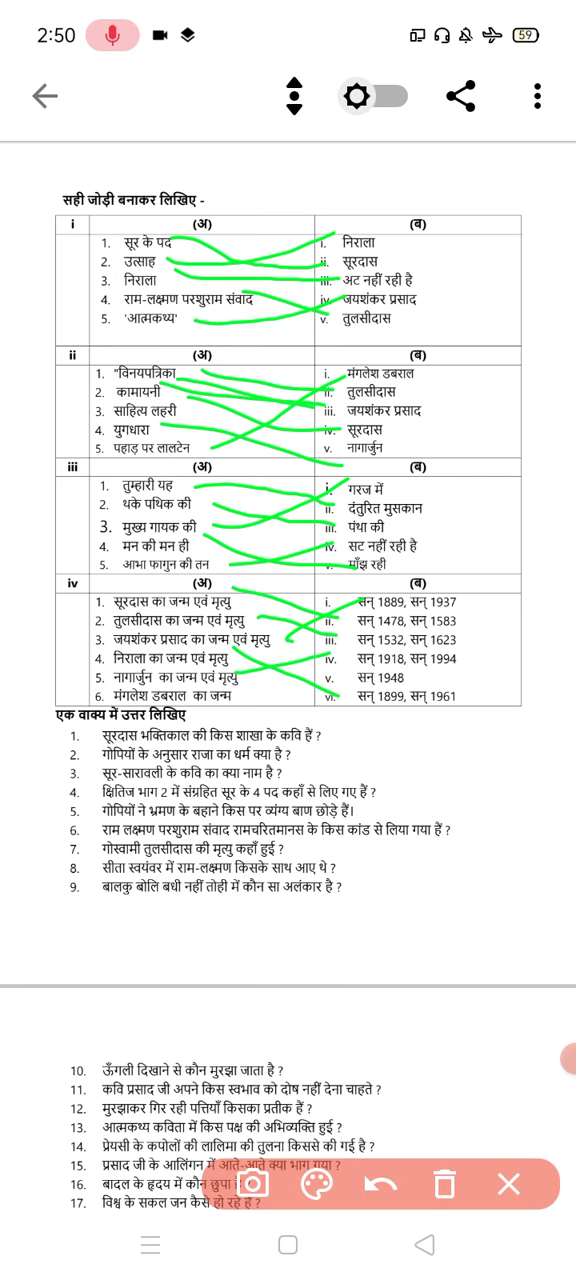 2:50 59
सही जोड़ी बनाकर लिखिए -
i (अ) (ब)
1. सूर के पद i. निराला
2. उत्साह ii. सूरदास
3. निराला iii. अट नहीं रही है
4. राम-लक्ष्मण परशुराम संवाद iv. जयशंकर प्रसाद
5. 'आत्मकथ्य' v. तुलसीदास
ii (अ) (ब)
1. "विनयपत्रिका i. मंगलेश डबराल
2. कामायनी ii. तुलसीदास
3. साहित्य लहरी iii. जयशंकर प्रसाद
4. युगधारा iv. सूरदास
5. पहाड़ पर लालटेन v. नागार्जुन
iii (अ) (ब)
1. तुम्हारी यह i. गरज में
2. थके पथिक की ii. दंतुरित मुसकान
3. मुख्य गायक की iii. पंथा की
4. मन की मन ही iv. सट नहीं रही है
5. आभा फागुन की तन v. माँझ रही
iv (अ) (ब)
1. सूरदास का जन्म एवं मृत्यु i. सन् 1889, सन् 1937
2. तुलसीदास का जन्म एवं मृत्यु ii. सन् 1478, सन् 1583
3. जयशंकर प्रसाद का जन्म एवं मृत्यु iii. सन् 1532, सन् 1623
4. निराला का जन्म एवं मृत्यु iv. सन् 1918, सन् 1994
5. नागार्जुन का जन्म एवं मृत्यु v. सन् 1948
6. मंगलेश डबराल का जन्म vi. सन् 1899, सन् 1961
एक वाक्य में उत्तर लिखिए
1. सूरदास भक्तिकाल की किस शाखा के कवि हैं ?
2. गोपियों के अनुसार राजा का धर्म क्या है ?
3. सूर-सारावली के कवि का क्या नाम है ?
4. क्षितिज भाग 2 में संग्रहित सूर के 4 पद कहाँ से लिए गए हैं ?
5. गोपियों ने भ्रमण के बहाने किस पर व्यंग्य बाण छोड़े हैं।
6. राम लक्ष्मण परशुराम संवाद रामचरितमानस के किस कांड से लिया गया हैं ?
7. गोस्वामी तुलसीदास की मृत्यु कहाँ हुई ?
8. सीता स्वयंवर में राम-लक्ष्मण किसके साथ आए थे ?
9. बालकु बोलि बधी नहीं तोही में कौन सा अलंकार है ?
10. ऊँगली दिखाने से कौन मुरझा जाता है ?
11. कवि प्रसाद जी अपने किस स्वभाव को दोष नहीं देना चाहते ?
12. मुरझाकर गिर रही पत्तियाँ किसका प्रतीक हैं ?
13. आत्मकथ्य कविता में किस पक्ष की अभिव्यक्ति हुई ?
14. प्रेयसी के कपोलों की लालिमा की तुलना किससे की गई है ?
15. प्रसाद जी के आलिंगन में आते-आते क्या भाग गया ?
16. बादल के हृदय में कौन छुपा
17. विश्व के सकल जन कैसे हो रहे हैं ?